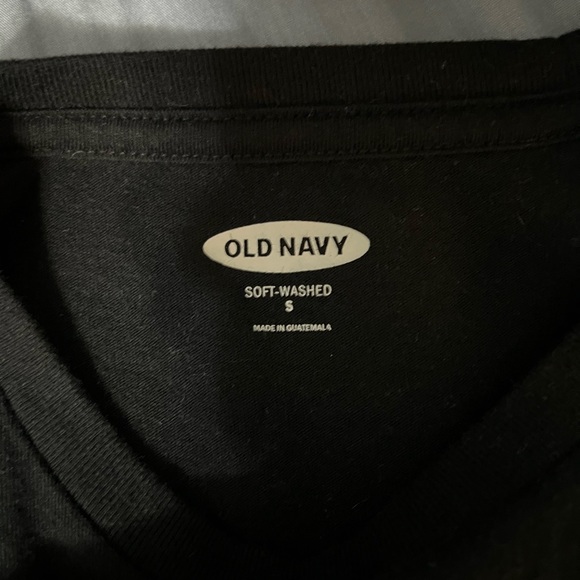 OLD NAVY
SOFT-WASHED
S
MADE IN GUATEMALA